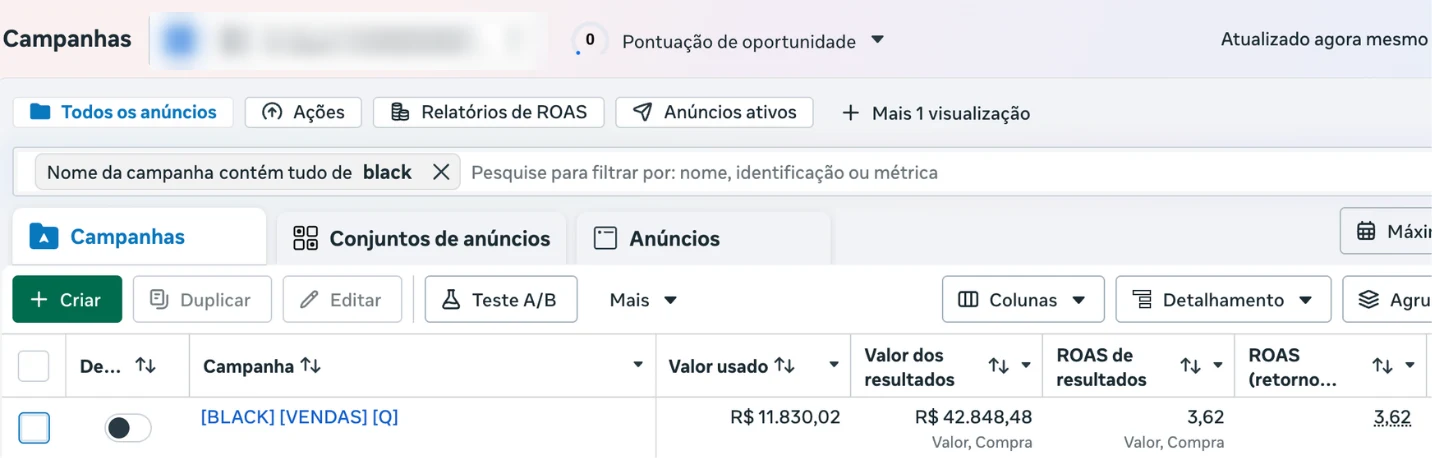 Campanhas
0 Pontuação de oportunidade
Atualizado agora mesmo
Todos os anúncios Ações Relatórios de ROAS Anúncios ativos + Mais 1 visualização
Nome da campanha contém tudo de black Pesquise para filtrar por: nome, identificação ou métrica
Campanhas Conjuntos de anúncios Anúncios
+ Criar Duplicar Editar Teste A/B Mais Colunas Detalhamento
De... Campanha Valor usado Valor dos resultados ROAS de resultados ROAS (retorno...
[BLACK] [VENDAS] [Q] R$ 11.830,02 R$ 42.848,48 3,62 3,62
Valor, Compra Valor, Compra